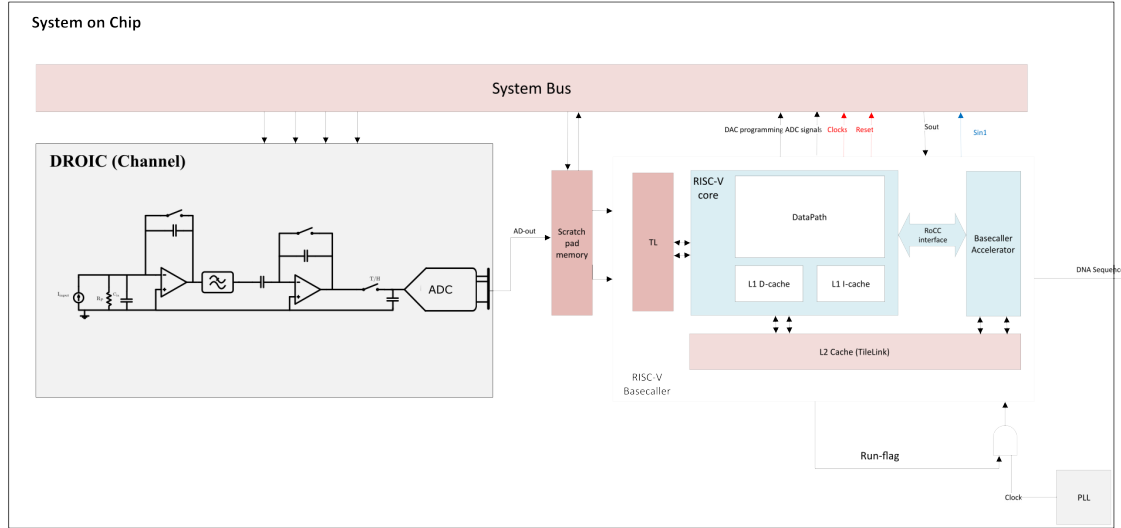 System on Chip
System Bus
DAC programming ADC signals Clocks Reset
Sout
Sin1
DROIC (Channel)
T/H
ADC
AD-out
Scratch
pad
memory
TL
RISC-V
core
DataPath
L1 D-cache
L1 I-cache
RoCC
interface
Basecaller
Accelerator
DNA Sequence
L2 Cache (TileLink)
RISC-V
Basecaller
Run-flag
Clock
PLL